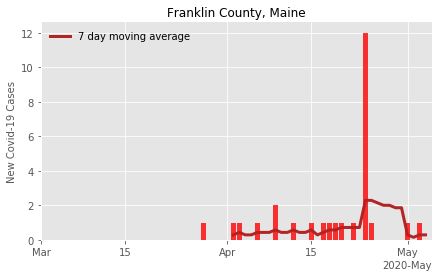 Franklin County, Maine
7 day moving average
New Covid-19 Cases
12
10
8
6
4
2
0
Mar
15
Apr
15
May
2020-May